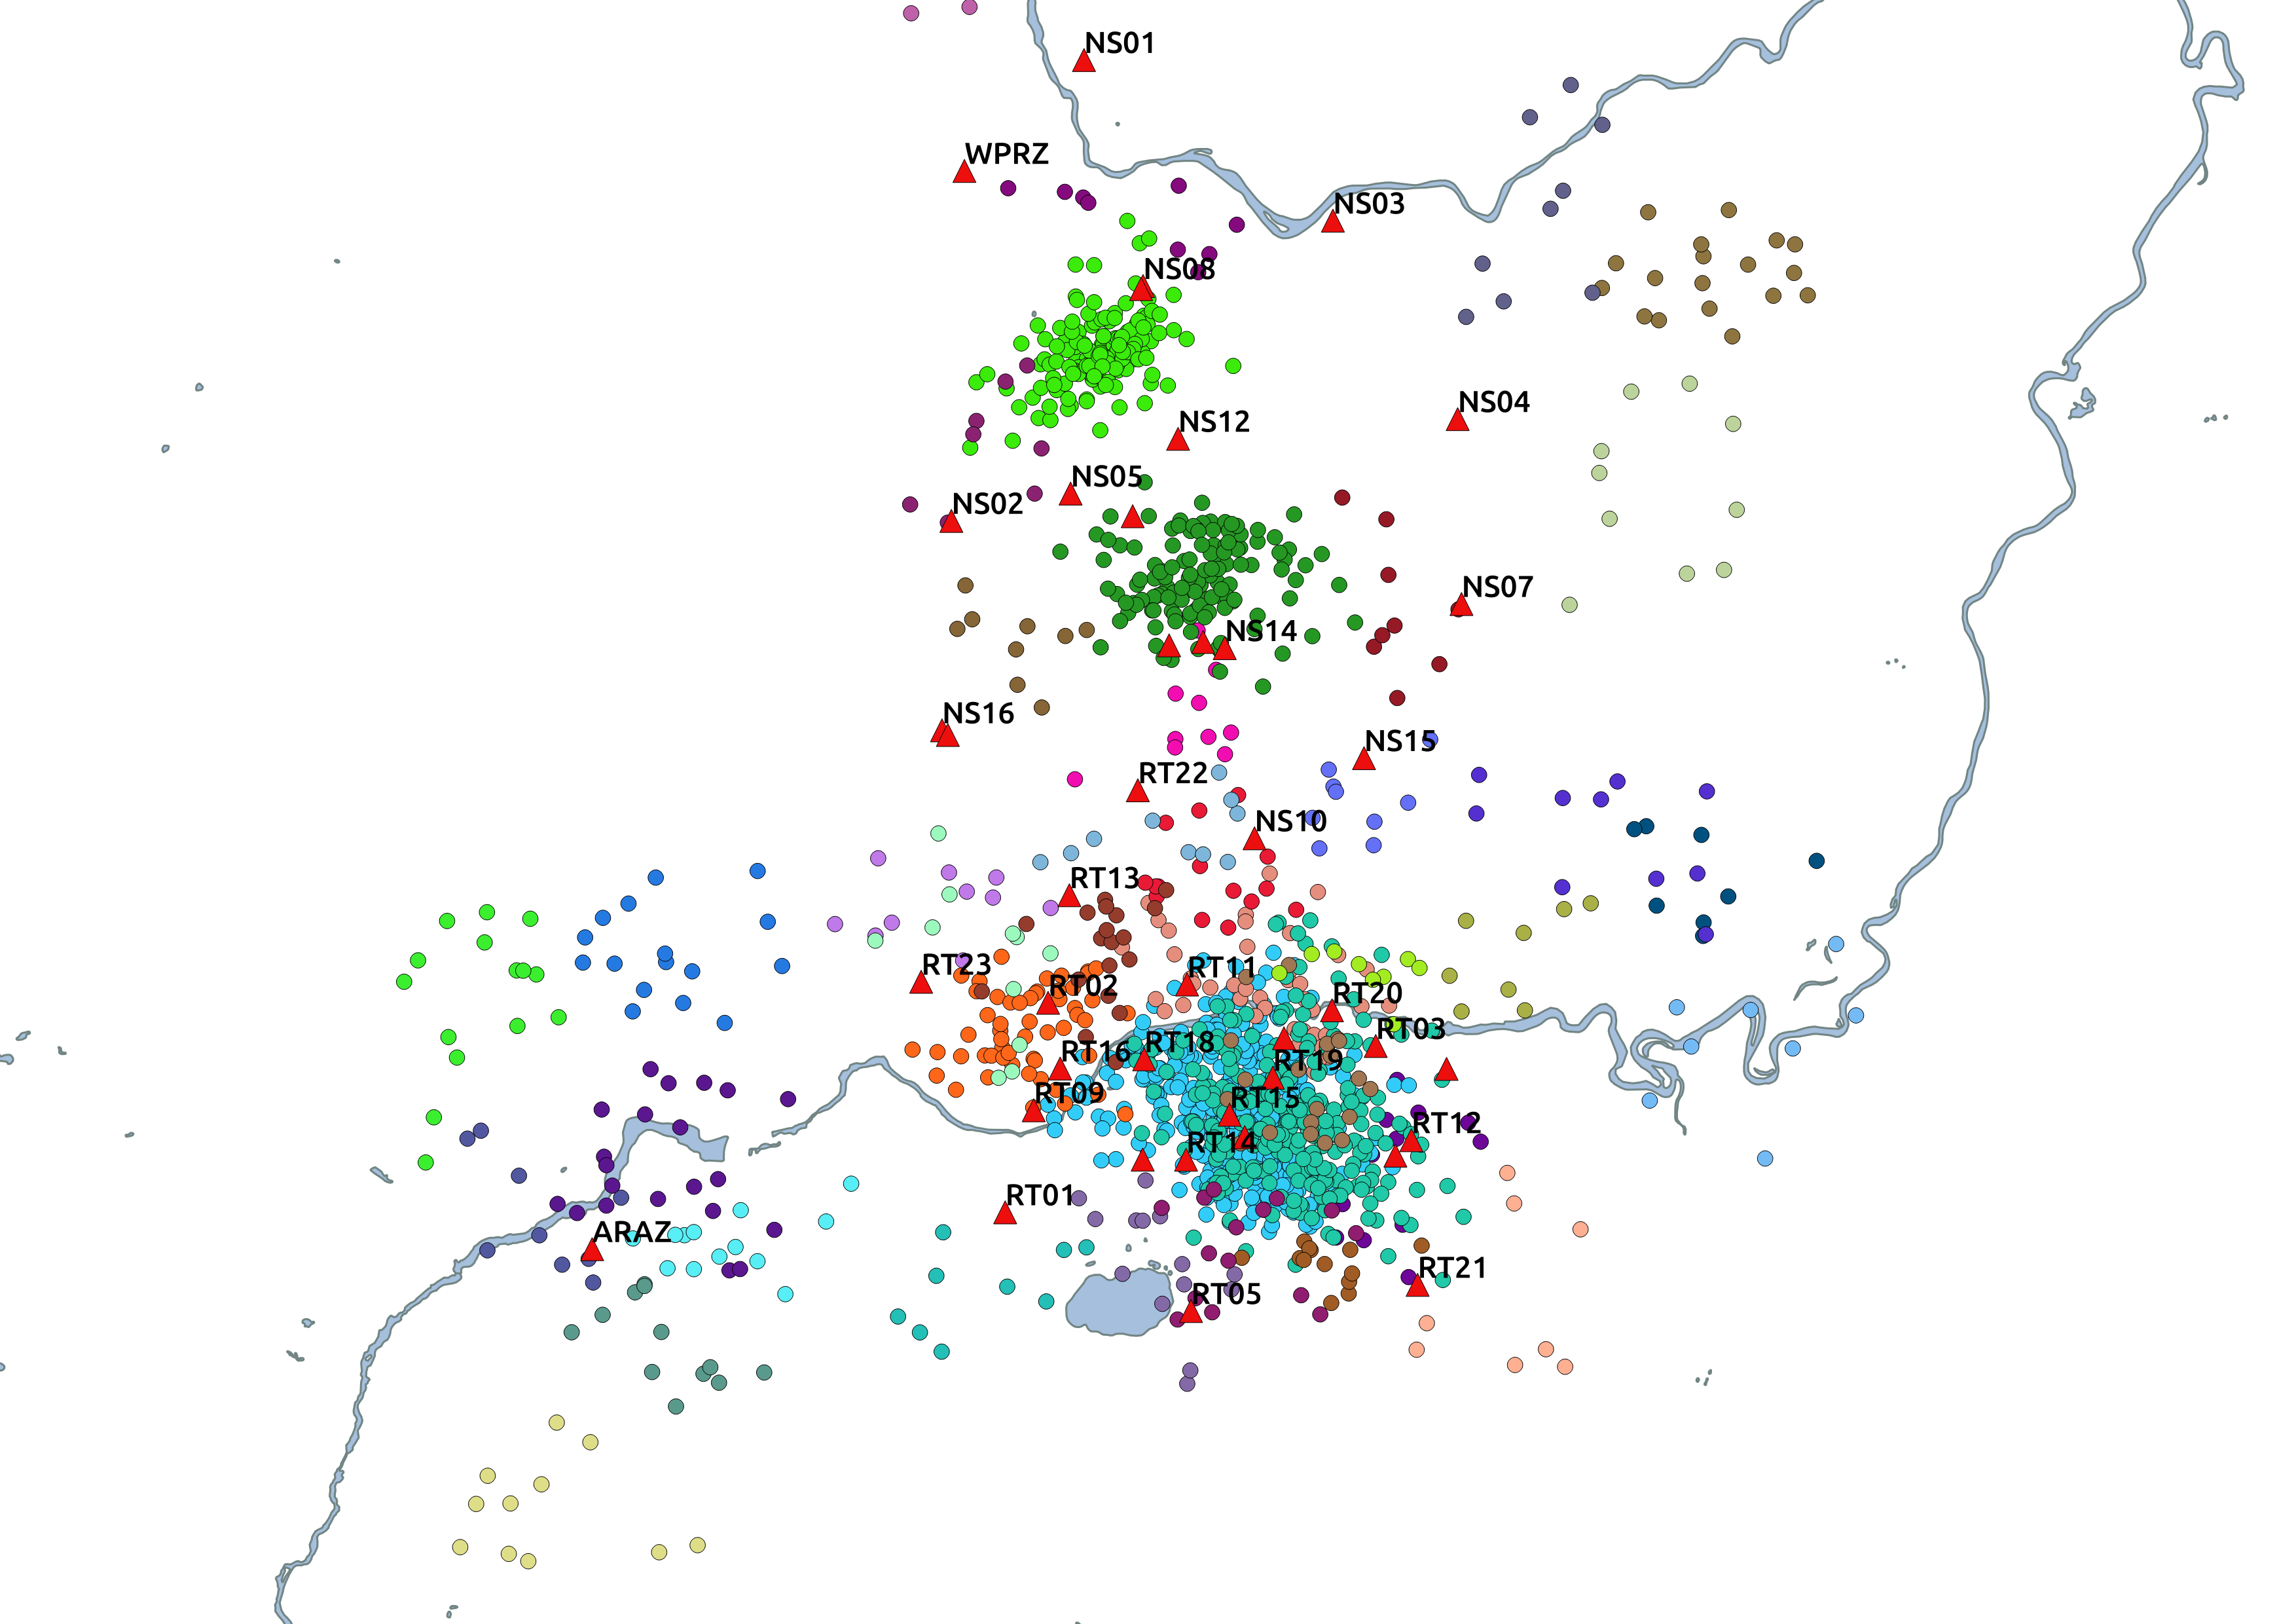 NS01
WPRZ
NS03
NS08
NS04
NS12
NS05
NS02
NS07
NS14
NS16
NS15
RT22
NS10
RT13
RT23
RT11
RT02
RT20
RT03
RT18
RT16
RT19
RT09
RT15
RT12
RT14
RT01
ARAZ
RT21
RT05